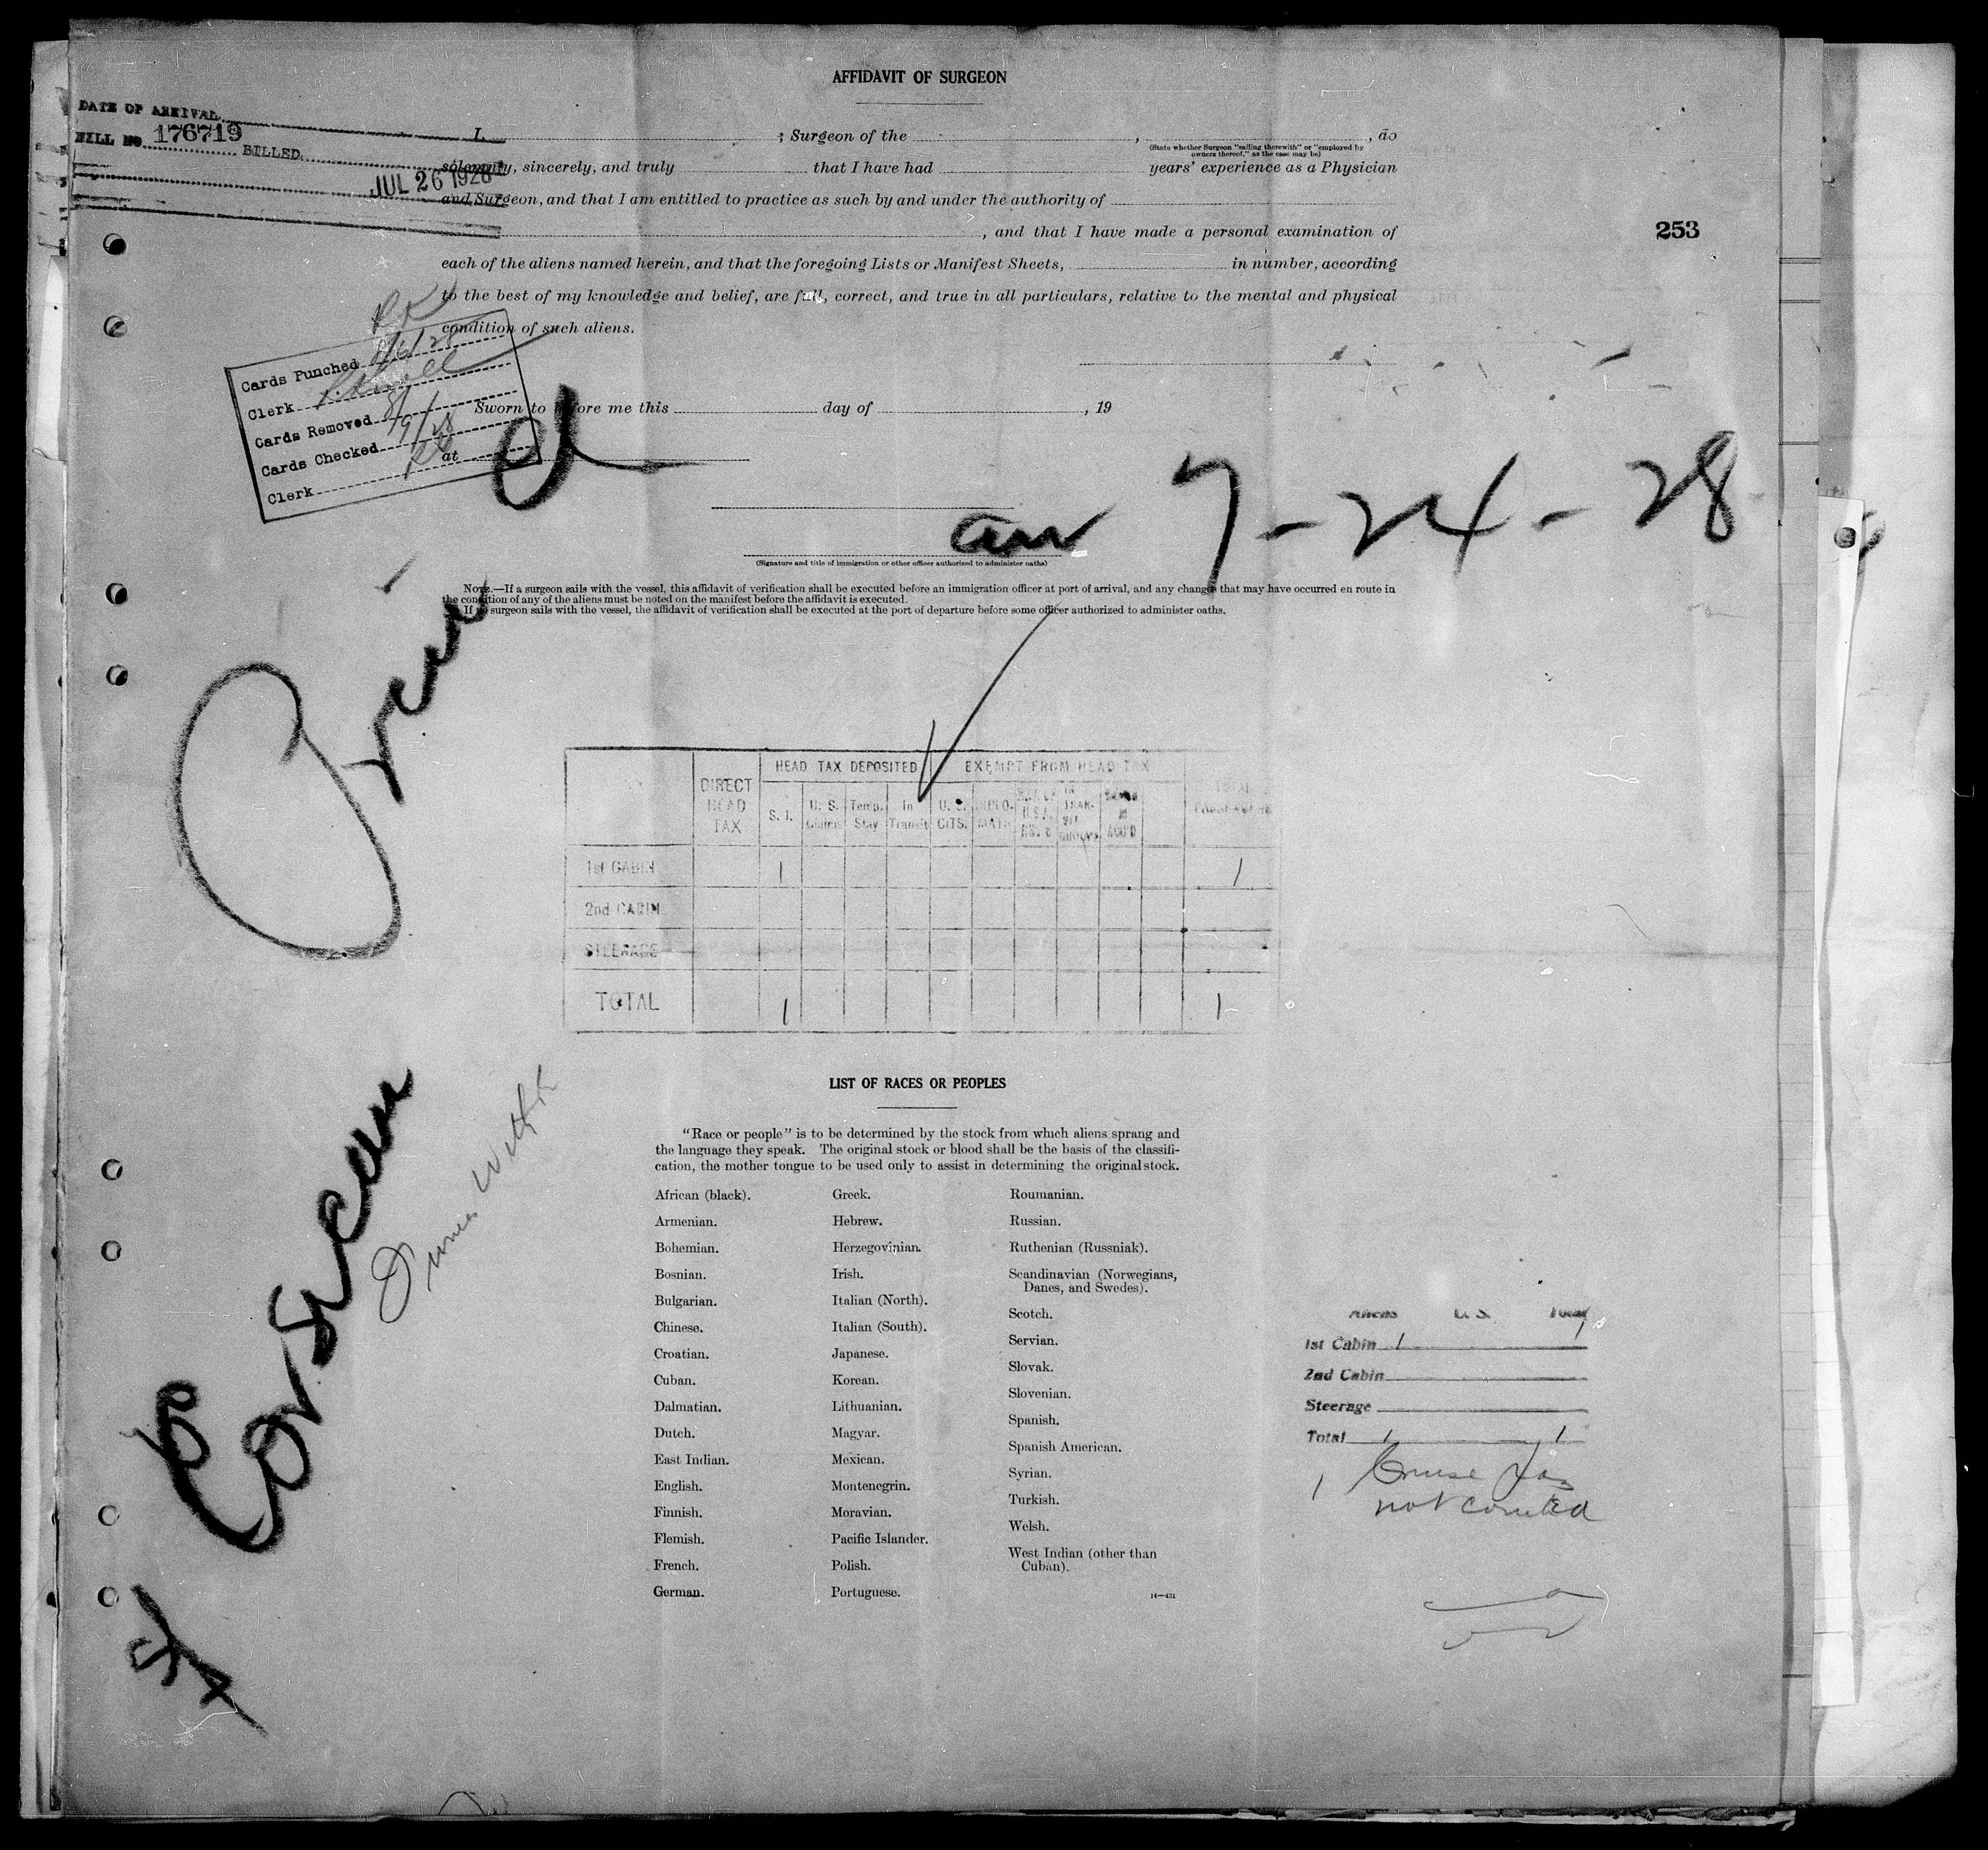 AFFIDAVIT OF SURGEON
DATE OF ARRIVAL
BILL NO. 176719
BILLED
JUL 26 1928
I, ; Surgeon of the , , do
(State whether Surgeon "sailing therewith" or "employed by
owners thereof," as the case may be)
solemnly, sincerely, and truly that I have had years' experience as a Physician
and Surgeon, and that I am entitled to practice as such by and under the authority of
, and that I have made a personal examination of
253
each of the aliens named herein, and that the foregoing Lists or Manifest Sheets, in number, according
to the best of my knowledge and belief, are full, correct, and true in all particulars, relative to the mental and physical
condition of such aliens.
Cards Punched
Clerk
Cards Removed
Cards Checked
Clerk
Sworn to before me this day of , 19
at
arr 7-24-28
(Signature and title of immigration or other officer authorized to administer oaths)
NOTE.—If a surgeon sails with the vessel, this affidavit of verification shall be executed before an immigration officer at port of arrival, and any changes that may have occurred en route in
the condition of any of the aliens must be noted on the manifest before the affidavit is executed.
If no surgeon sails with the vessel, the affidavit of verification shall be executed at the port of departure before some officer authorized to administer oaths.
DIRECT HEAD TAX
HEAD TAX DEPOSITED
EXEMPT FROM HEAD TAX
S. I.
U. S.
Temp. Stay
In Transit
U. S. CITS.
TOTAL
1st CABIN 1 1
2nd CABIN
STEERAGE
TOTAL 1 1
LIST OF RACES OR PEOPLES
"Race or people" is to be determined by the stock from which aliens sprang and
the language they speak. The original stock or blood shall be the basis of the classifi-
cation, the mother tongue to be used only to assist in determining the original stock.
African (black).
Armenian.
Bohemian.
Bosnian.
Bulgarian.
Chinese.
Croatian.
Cuban.
Dalmatian.
Dutch.
East Indian.
English.
Finnish.
Flemish.
French.
German.
Greek.
Hebrew.
Herzegovinian.
Irish.
Italian (North).
Italian (South).
Japanese.
Korean.
Lithuanian.
Magyar.
Mexican.
Montenegrin.
Moravian.
Pacific Islander.
Polish.
Portuguese.
Roumanian.
Russian.
Ruthenian (Russniak).
Scandinavian (Norwegians,
Danes, and Swedes).
Scotch.
Servian.
Slovak.
Slovenian.
Spanish.
Spanish American.
Syrian.
Turkish.
Welsh.
West Indian (other than
Cuban).
14—431
Aliens U. S. Total
1st Cabin 1 1
2nd Cabin
Steerage
Total 1 1
1 Cruise
not counted